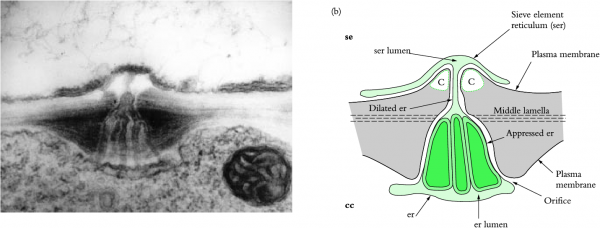 (b)
Sieve element
reticulum (ser)
se
ser lumen
Plasma membrane
C
C
Dilated er
Middle lamella
Appressed er
Plasma
membrane
Orifice
cc
er
er lumen